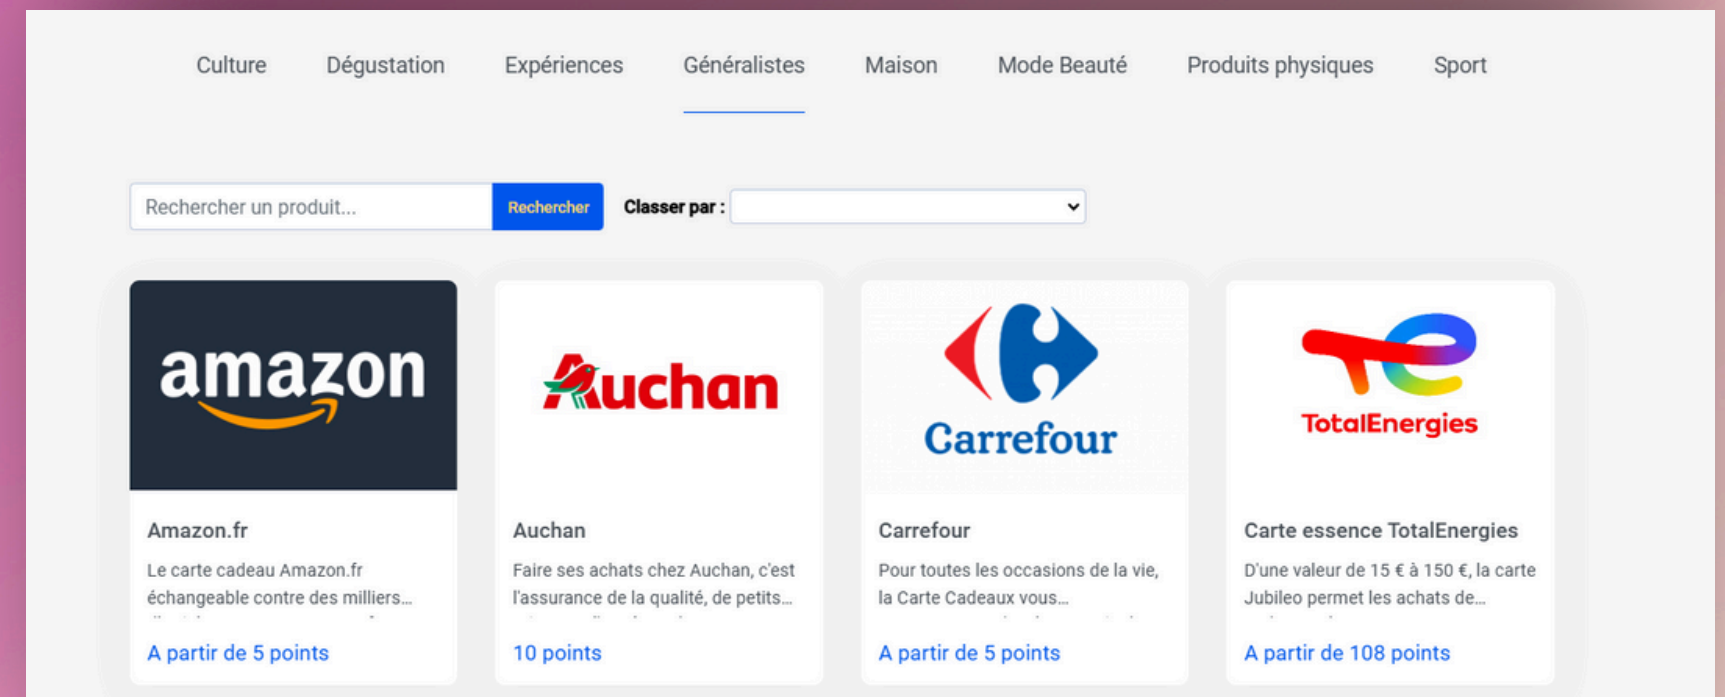 Culture Dégustation Expériences Généralistes Maison Mode Beauté Produits physiques Sport
Rechercher un produit... Rechercher Classer par :
amazon
Auchan
Carrefour
TotalEnergies
Amazon.fr
Le carte cadeau Amazon.fr
échangeable contre des milliers...
A partir de 5 points
Auchan
Faire ses achats chez Auchan, c'est
l'assurance de la qualité, de petits...
10 points
Carrefour
Pour toutes les occasions de la vie,
la Carte Cadeaux vous...
A partir de 5 points
Carte essence TotalEnergies
D'une valeur de 15 € à 150 €, la carte
Jubileo permet les achats de...
A partir de 108 points